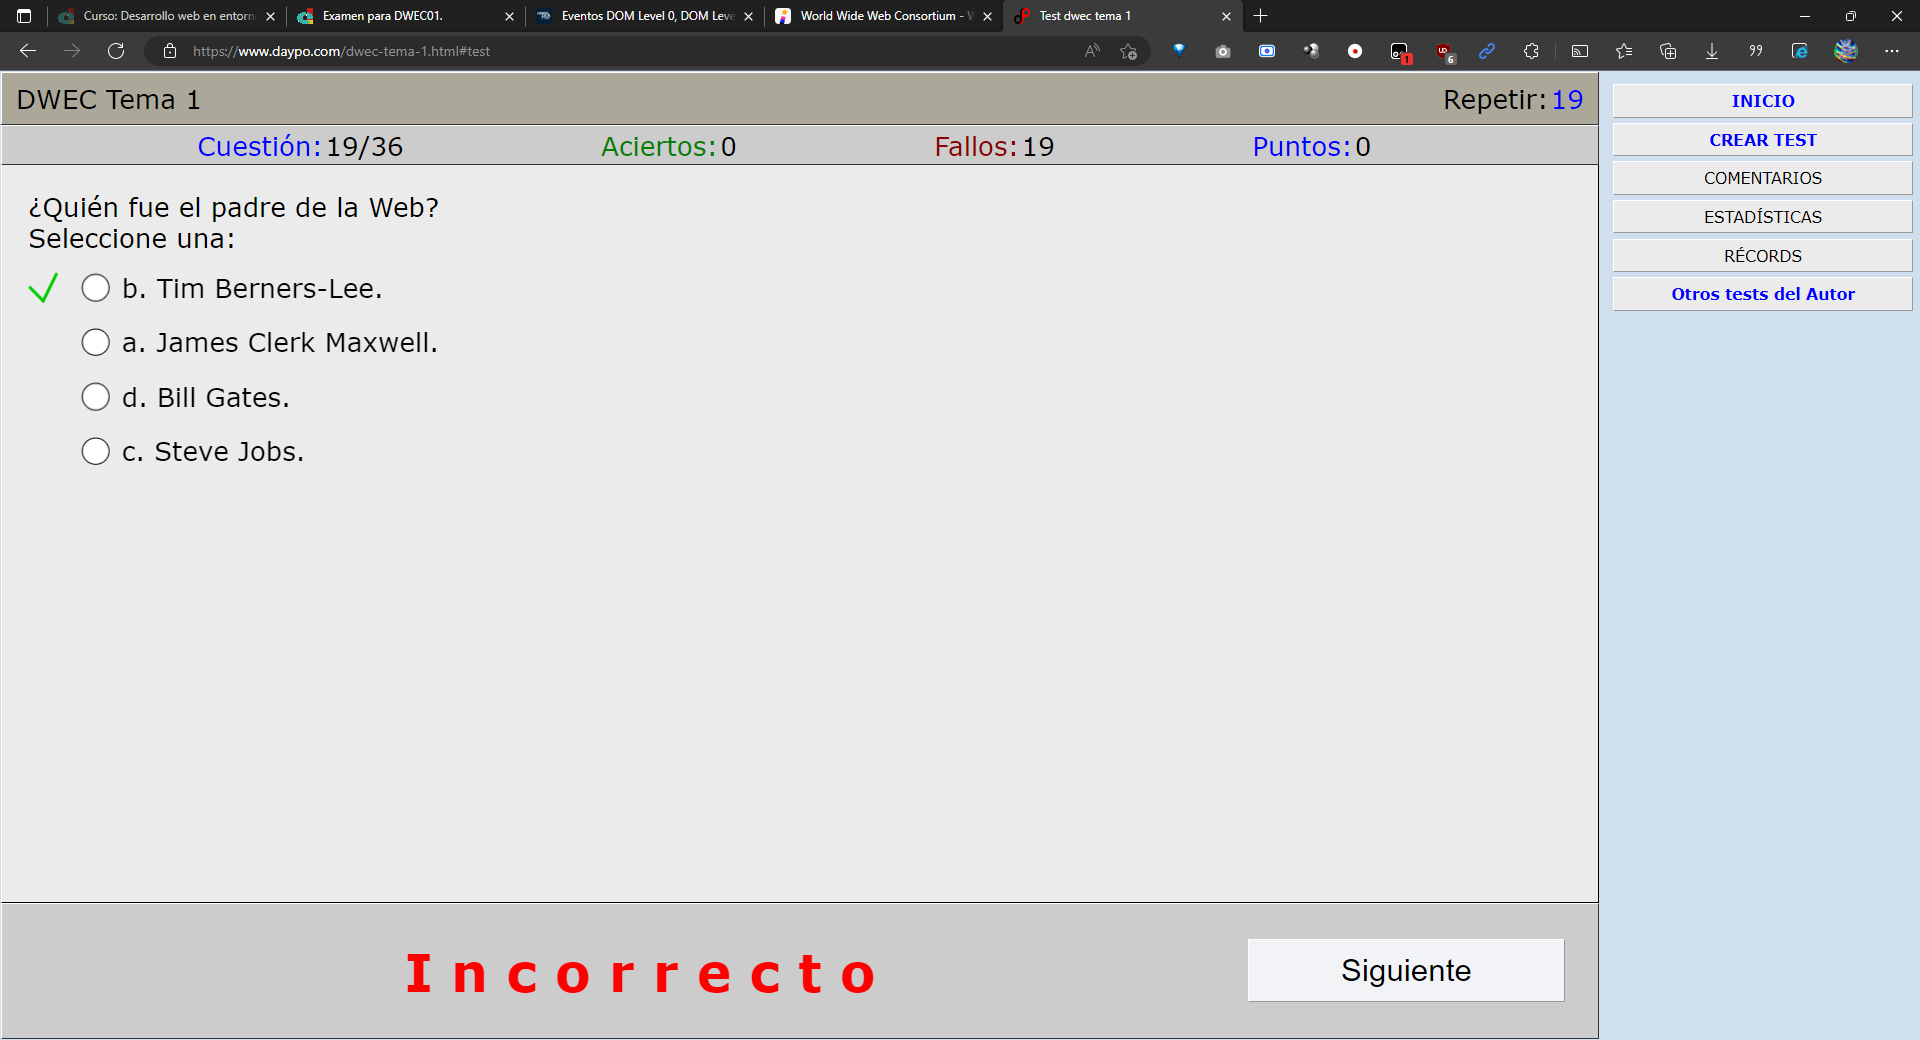 Curso: Desarrollo web en entorn
Examen para DWEC01.
Eventos DOM Level 0, DOM Leve
World Wide Web Consortium - W
Test dwec tema 1
https://www.daypo.com/dwec-tema-1.html#test
1
6
DWEC Tema 1
Repetir: 19
Cuestión: 19/36
Aciertos: 0
Fallos: 19
Puntos: 0
¿Quién fue el padre de la Web?
Seleccione una:
b. Tim Berners-Lee.
a. James Clerk Maxwell.
d. Bill Gates.
c. Steve Jobs.
Incorrecto
Siguiente
INICIO
CREAR TEST
COMENTARIOS
ESTADÍSTICAS
RÉCORDS
Otros tests del Autor